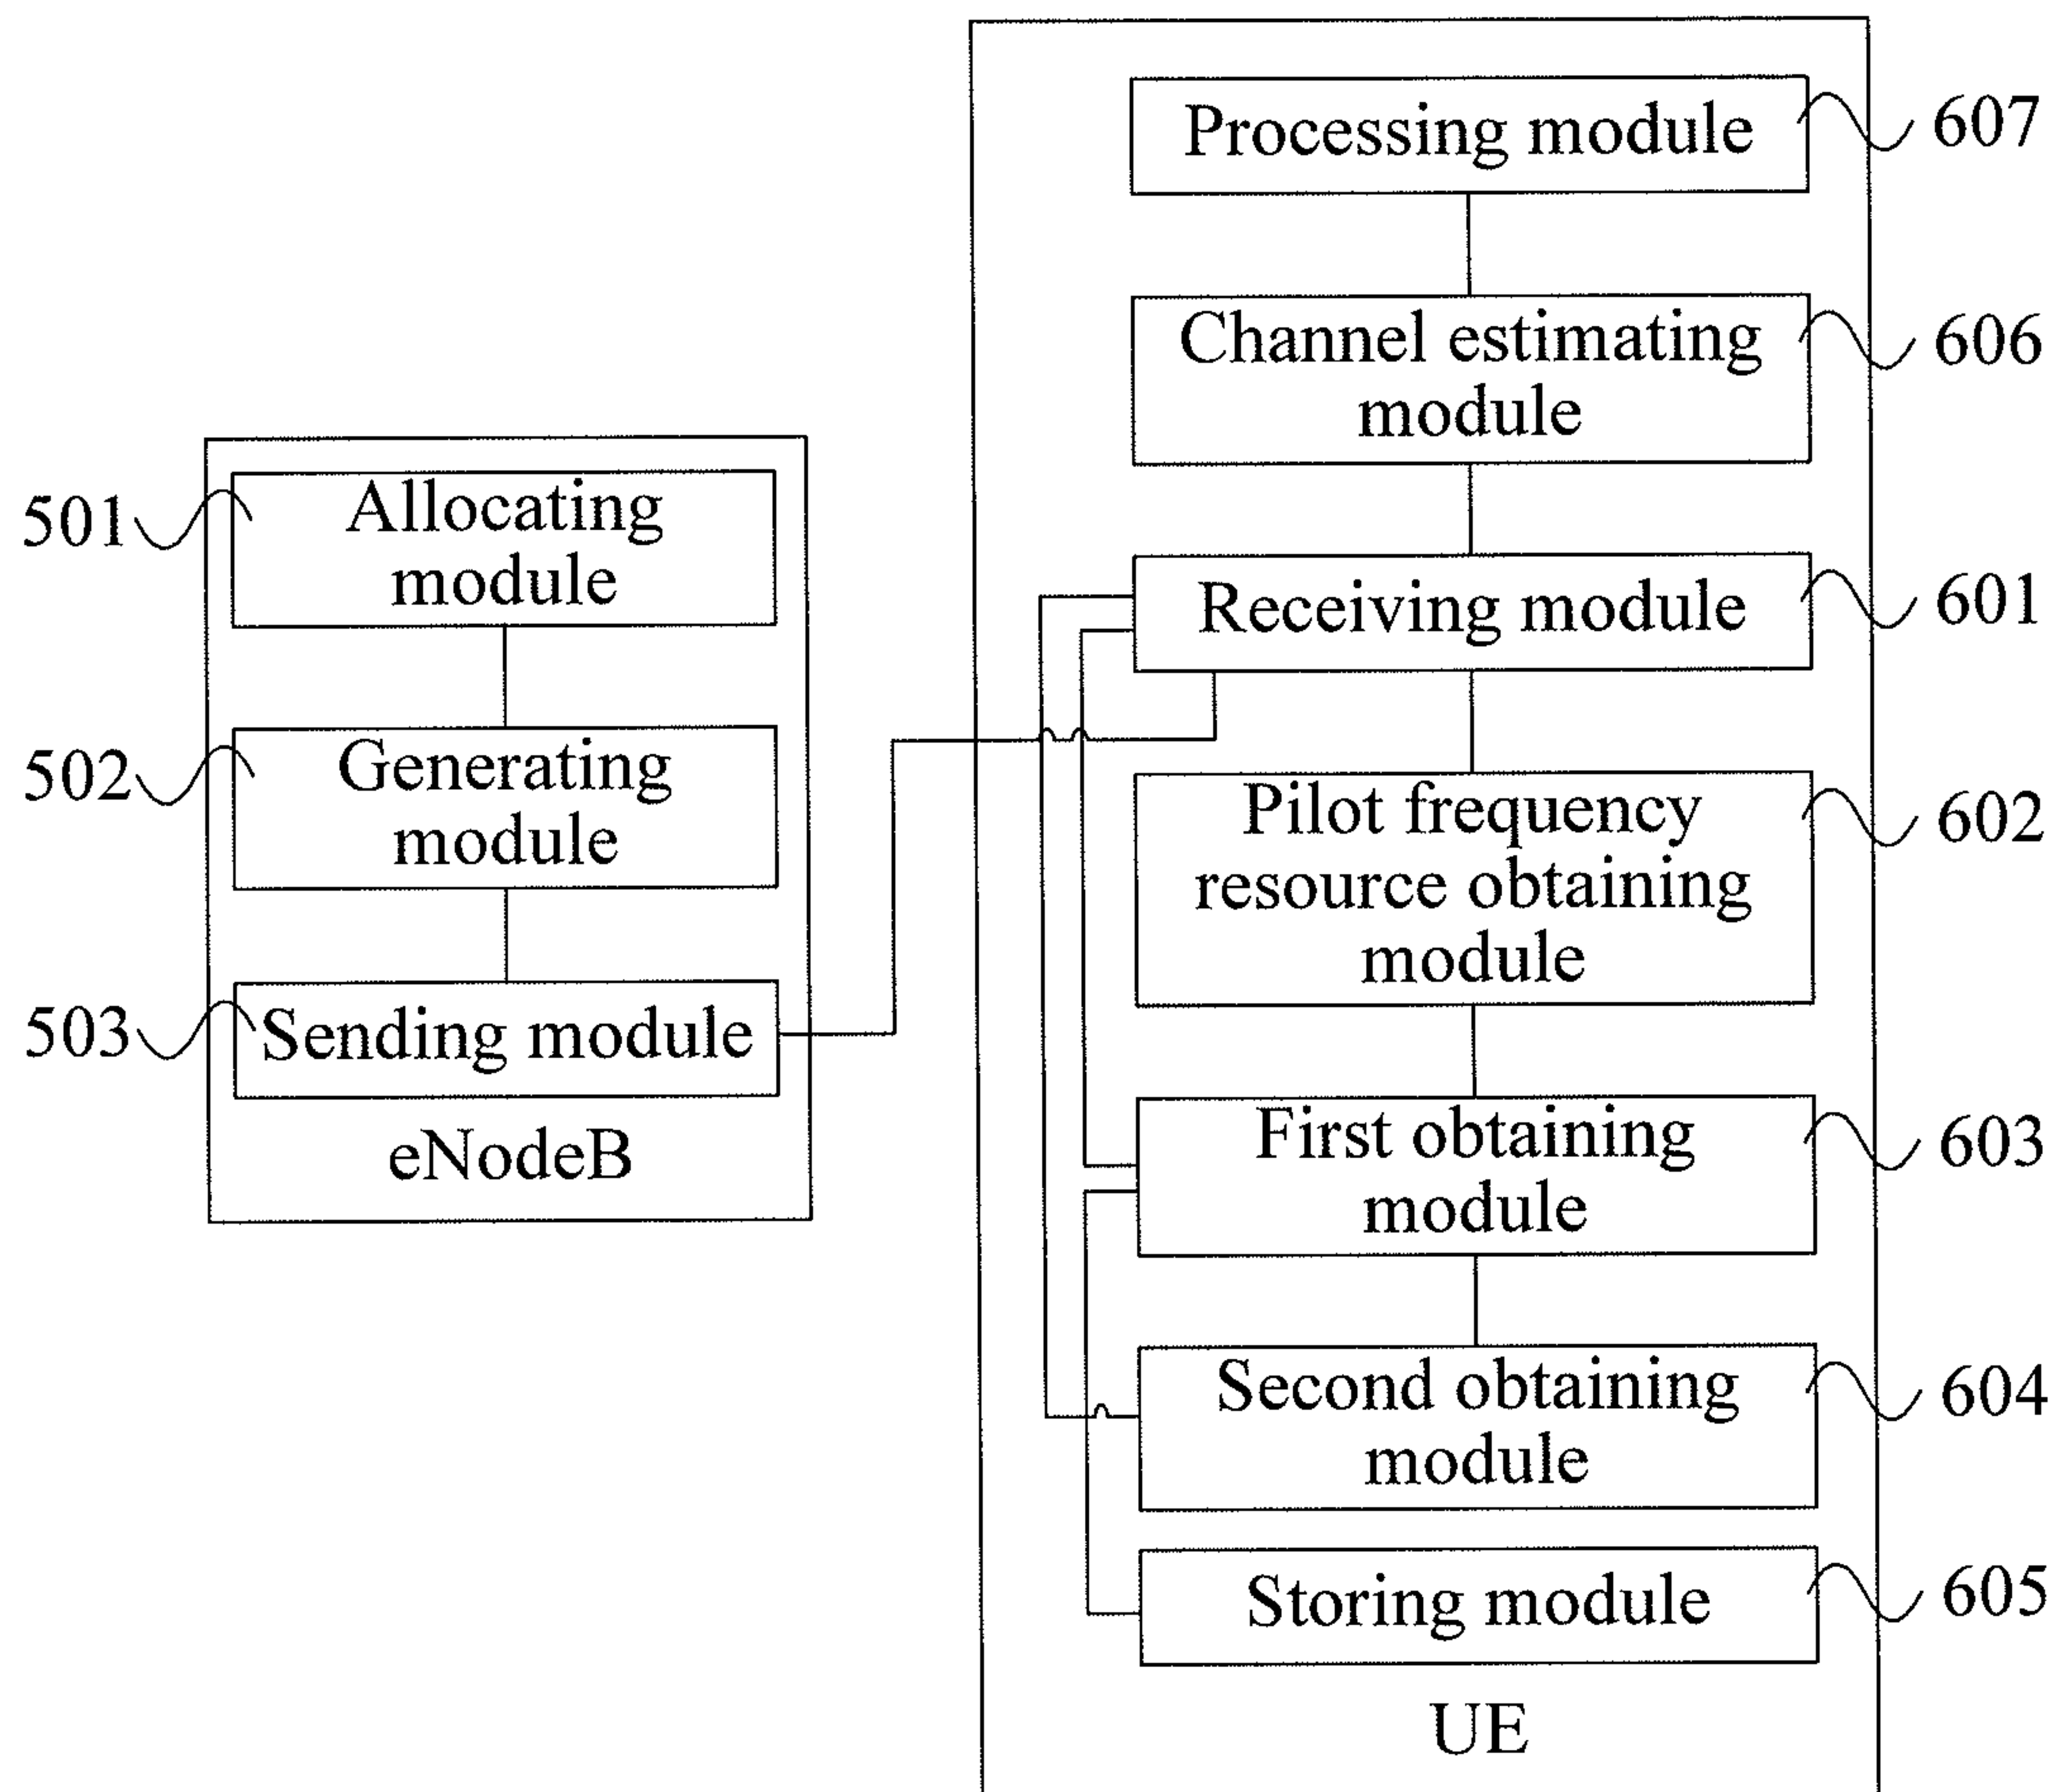 501
Allocating
module
502
Generating
module
503
Sending module
eNodeB
Processing module
607
Channel estimating
module
606
Receiving module
601
Pilot frequency
resource obtaining
module
602
First obtaining
module
603
Second obtaining
module
604
Storing module
605
UE